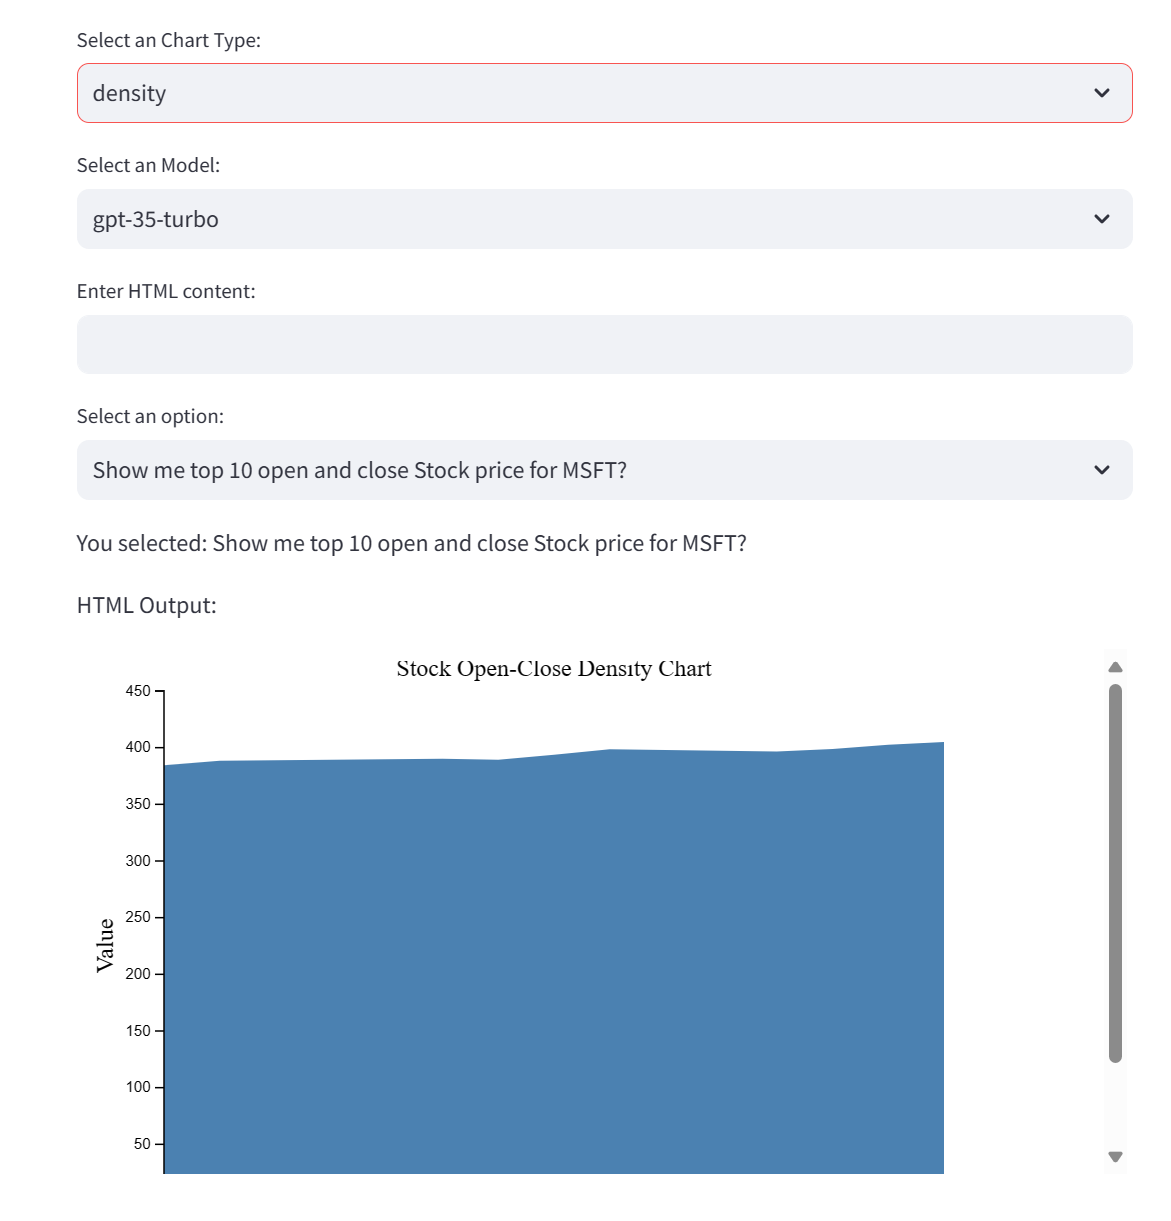 Select an Chart Type:
density
Select an Model:
gpt-35-turbo
Enter HTML content:
Select an option:
Show me top 10 open and close Stock price for MSFT?
You selected: Show me top 10 open and close Stock price for MSFT?
HTML Output:
Stock Open-Close Density Chart
450
400
350
300
250
200
150
100
50
Value